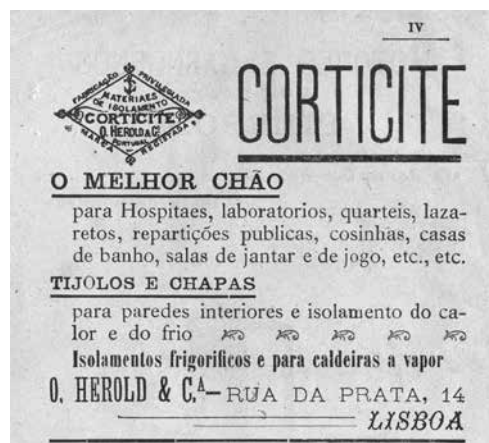 IV
FABRICAÇÃO PRIVILEGIADA
MATERIAES
DE ISOLAMENTO
CORTICITE
O. HEROLD & Cª
PORTUGAL
MARCA REGISTADA
CORTICITE
O MELHOR CHÃO
para Hospitaes, laboratorios, quarteis, laza-
retos, repartições publicas, cosinhas, casas
de banho, salas de jantar e de jogo, etc., etc.
TIJOLOS E CHAPAS
para paredes interiores e isolamento do ca-
lor e do frio
Isolamentos frigorificos e para caldeiras a vapor
O. HEROLD & C.ᴬ—RUA DA PRATA, 14
LISBOA